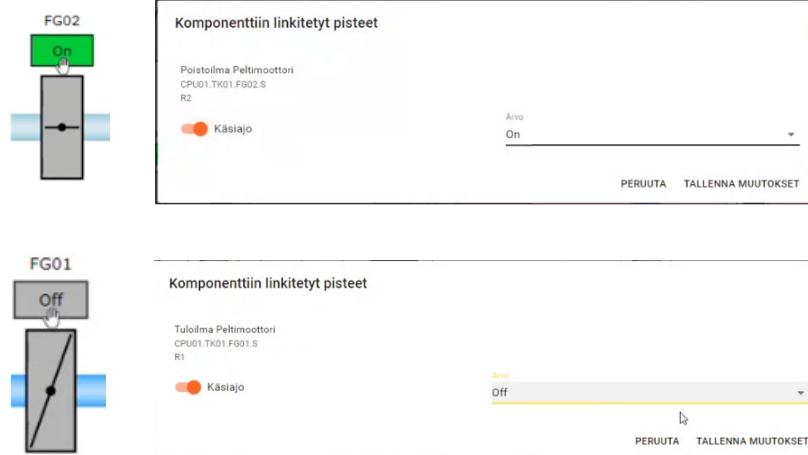 FG02
On
Komponenttiin linkitetyt pisteet
Poistoilma Peltimoottori
CPU01.TK01.FG02.S
R2
Käsiajo
Arvo
On
PERUUTA TALLENNA MUUTOKSET
FG01
Off
Komponenttiin linkitetyt pisteet
Tuloilma Peltimoottori
CPU01.TK01.FG01.S
R1
Käsiajo
Arvo
Off
PERUUTA TALLENNA MUUTOKSET